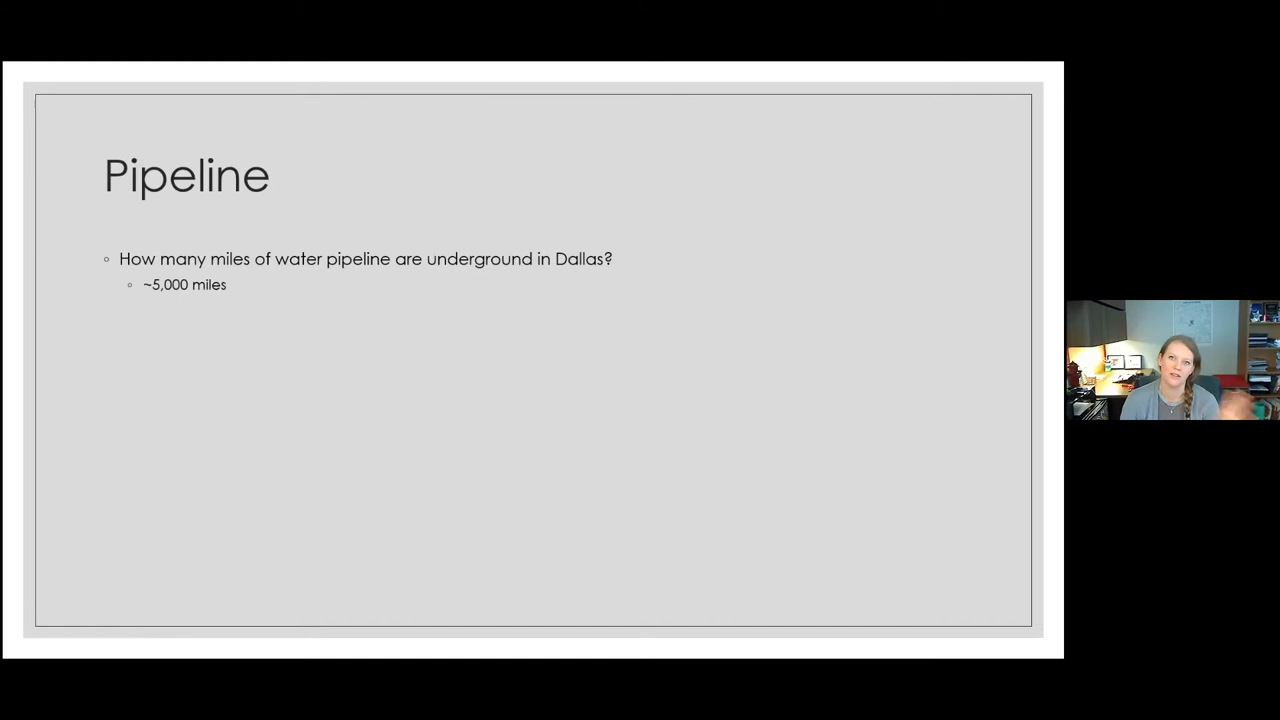 Pipeline
How many miles of water pipeline are underground in Dallas?
~5,000 miles